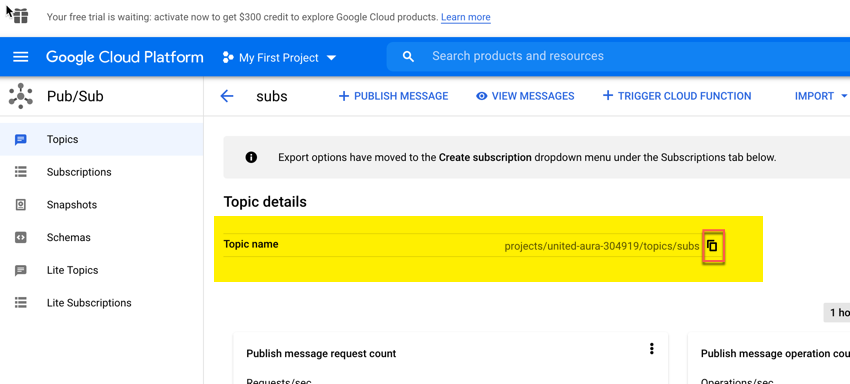 Your free trial is waiting: activate now to get $300 credit to explore Google Cloud products. Learn more
Google Cloud Platform
My First Project
Search products and resources
Pub/Sub
subs
PUBLISH MESSAGE
VIEW MESSAGES
TRIGGER CLOUD FUNCTION
IMPORT
Topics
Subscriptions
Snapshots
Schemas
Lite Topics
Lite Subscriptions
Export options have moved to the Create subscription dropdown menu under the Subscriptions tab below.
Topic details
Topic name
projects/united-aura-304919/topics/subs
1 ho
Publish message request count
Requests/sec
Publish message operation cou
Operations/sec